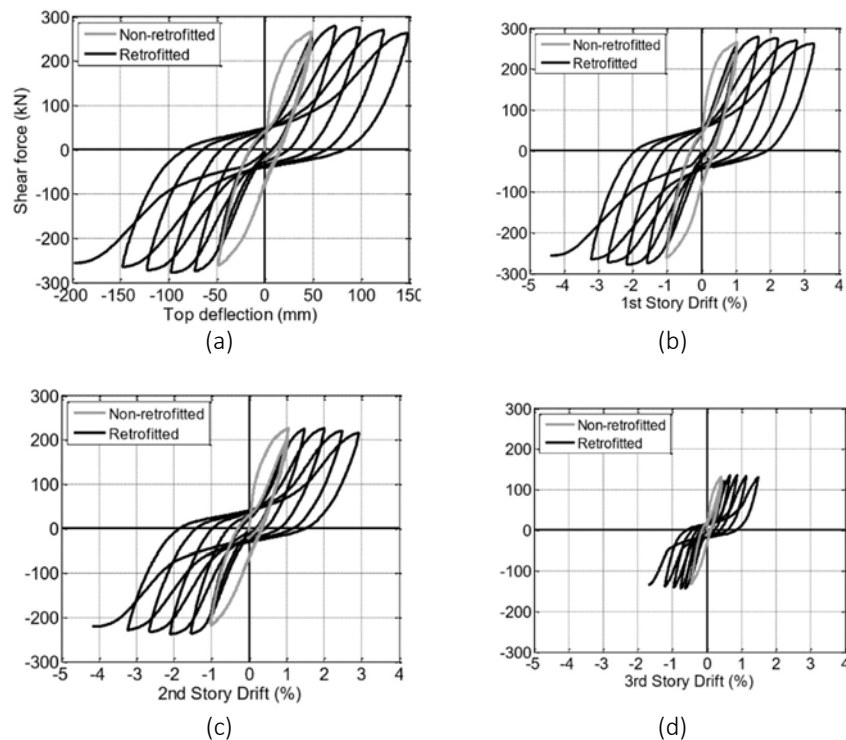 300
200
100
0
-100
-200
-300
Non-retrofitted
Retrofitted
Shear force (kN)
-200 -150 -100 -50 0 50 100 150
Top deflection (mm)
(a)
300
200
100
0
-100
-200
-300
Non-retrofitted
Retrofitted
-5 -4 -3 -2 -1 0 1 2 3 4
1st Story Drift (%)
(b)
300
200
100
0
-100
-200
-300
Non-retrofitted
Retrofitted
-5 -4 -3 -2 -1 0 1 2 3 4
2nd Story Drift (%)
(c)
300
200
100
0
-100
-200
-300
Non-retrofitted
Retrofitted
-5 -4 -3 -2 -1 0 1 2 3 4
3rd Story Drift (%)
(d)